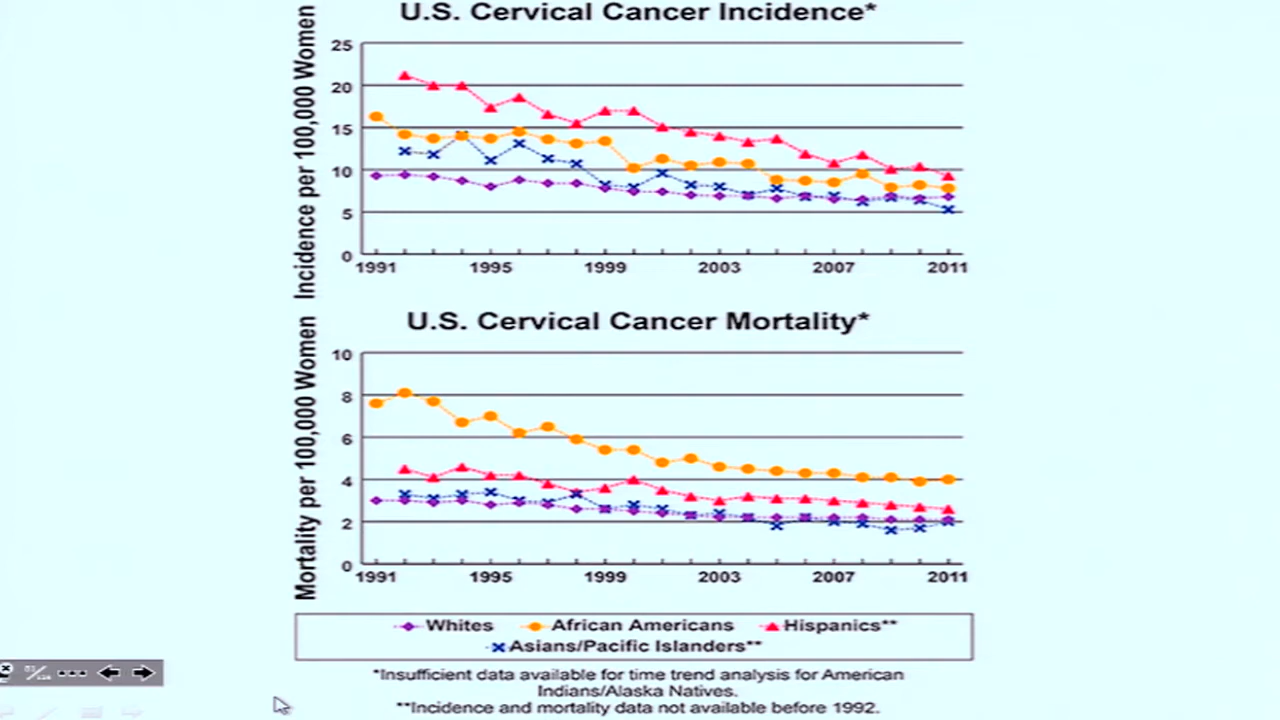 U.S. Cervical Cancer Incidence*
Incidence per 100,000 Women
25
20
15
10
5
0
1991 1995 1999 2003 2007 2011
U.S. Cervical Cancer Mortality*
Mortality per 100,000 Women
10
8
6
4
2
0
1991 1995 1999 2003 2007 2011
Whites African Americans Hispanics**
Asians/Pacific Islanders**
*Insufficient data available for time trend analysis for American
Indians/Alaska Natives.
**Incidence and mortality data not available before 1992.